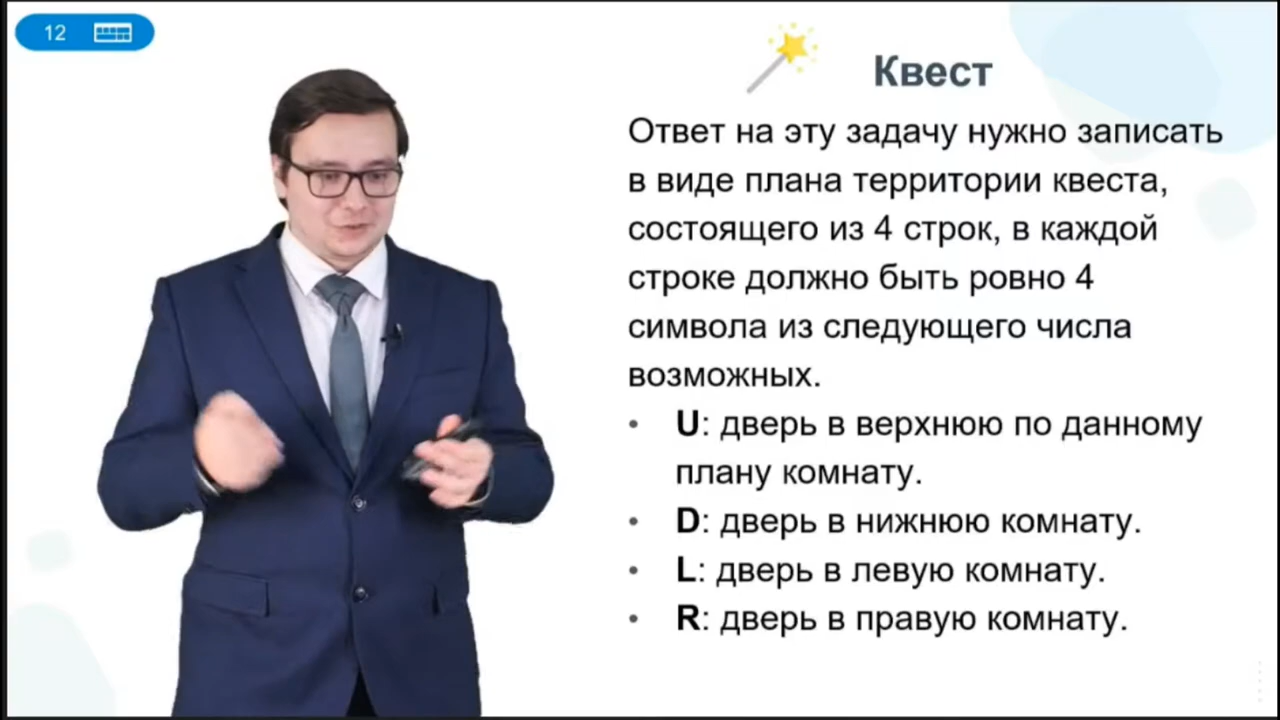 12
Квест
Ответ на эту задачу нужно записать
в виде плана территории квеста,
состоящего из 4 строк, в каждой
строке должно быть ровно 4
символа из следующего числа
возможных.
• U: дверь в верхнюю по данному
плану комнату.
• D: дверь в нижнюю комнату.
• L: дверь в левую комнату.
• R: дверь в правую комнату.